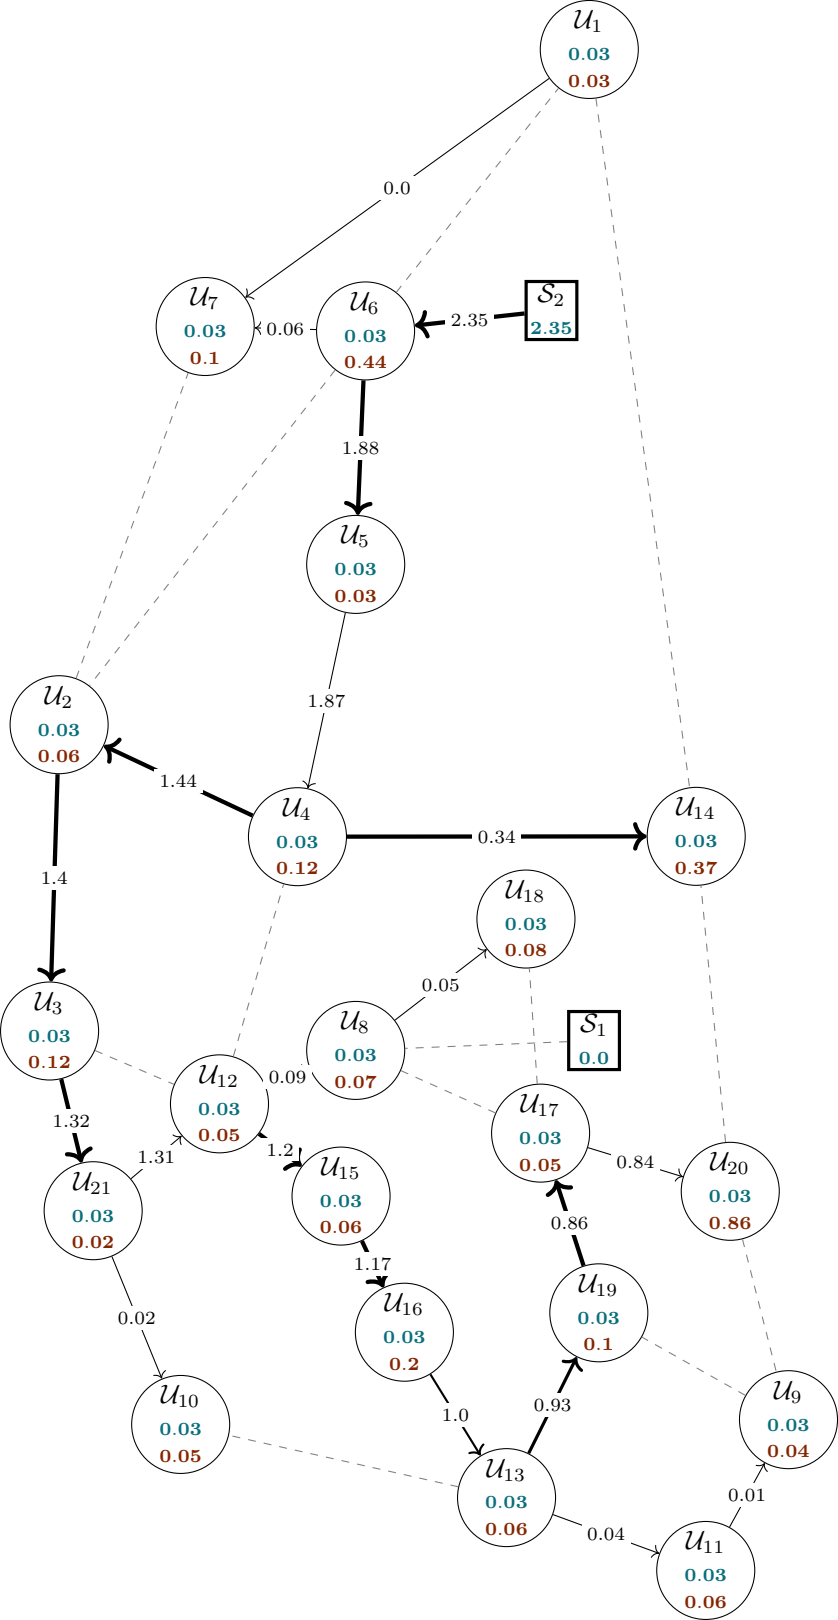 𝒰₁
0.03
0.03
0.0
𝒰₇
0.03
0.1
0.06
𝒰₆
0.03
0.44
2.35
𝒮₂
2.35
1.88
𝒰₅
0.03
0.03
1.87
𝒰₂
0.03
0.06
1.44
𝒰₄
0.03
0.12
0.34
𝒰₁₄
0.03
0.37
1.4
𝒰₁₈
0.03
0.08
0.05
𝒰₃
0.03
0.12
𝒰₈
0.03
0.07
𝒮₁
0.0
𝒰₁₂
0.03
0.05
0.09
𝒰₁₇
0.03
0.05
1.32
1.31
1.2
0.84
𝒰₂₁
0.03
0.02
𝒰₁₅
0.03
0.06
𝒰₂₀
0.03
0.86
0.86
1.17
𝒰₁₉
0.03
0.1
0.02
𝒰₁₆
0.03
0.2
𝒰₁₀
0.03
0.05
1.0
0.93
𝒰₉
0.03
0.04
𝒰₁₃
0.03
0.06
0.01
0.04
𝒰₁₁
0.03
0.06